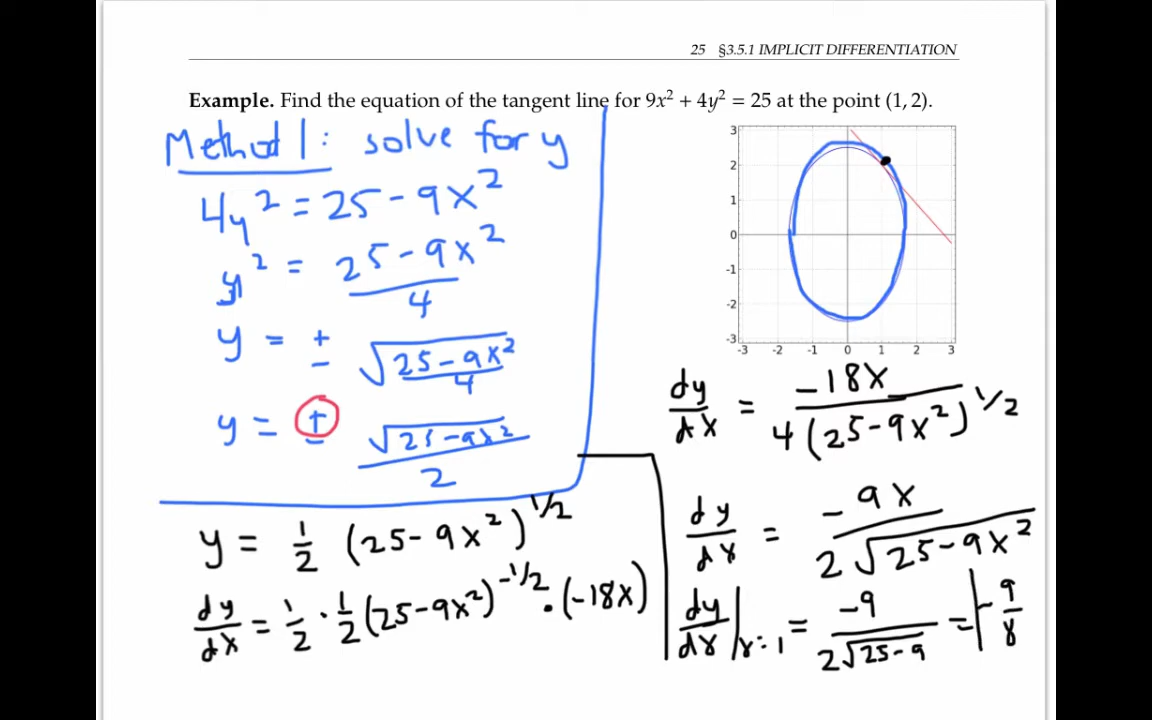 25 §3.5.1 IMPLICIT DIFFERENTIATION
Example. Find the equation of the tangent line for 9x² + 4y² = 25 at the point (1, 2).
Method 1: solve for y
4y² = 25 - 9x²
y² = (25 - 9x²)/4
y = ± √((25 - 9x²)/4)
y = ± √(25 - 9x²)/2
y = 1/2 (25 - 9x²)^1/2
dy/dx = 1/2 · 1/2 (25 - 9x²)^-1/2 · (-18x)
3
2
1
0
-1
-2
-3
-3 -2 -1 0 1 2 3
dy/dx = -18x / 4(25 - 9x²)^1/2
dy/dx = -9x / 2√(25 - 9x²)
dy/dx |x=1 = -9 / 2√(25 - 9) = -9/8